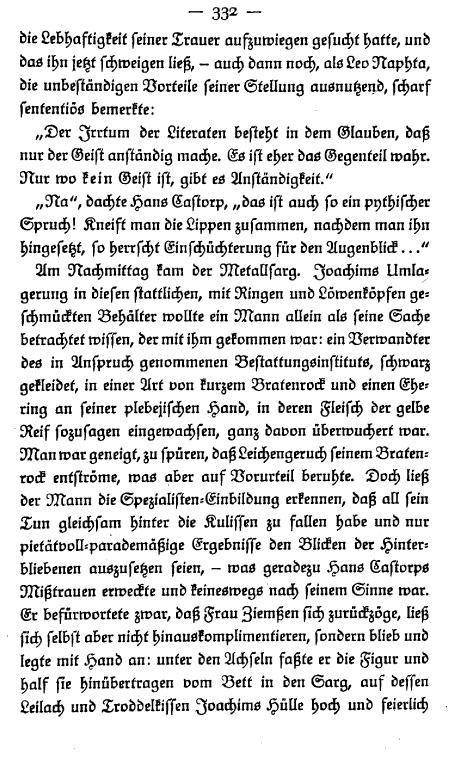 — 332 —
die Lebhaftigkeit seiner Trauer aufzuwiegen gesucht hatte, und
das ihn jetzt schweigen ließ, – auch dann noch, als Leo Naphta,
die unbeständigen Vorteile seiner Stellung ausnutzend, scharf
sententiös bemerkte:
„Der Irrtum der Literaten besteht in dem Glauben, daß
nur der Geist anständig mache. Es ist eher das Gegenteil wahr.
Nur wo kein Geist ist, gibt es Anständigkeit.“
„Na“, dachte Hans Castorp, „das ist auch so ein pythischer
Spruch! Kneift man die Lippen zusammen, nachdem man ihn
hingesetzt, so herrscht Einschüchterung für den Augenblick...“
Am Nachmittag kam der Metallsarg. Joachims Umla-
gerung in diesen stattlichen, mit Ringen und Löwenköpfen ge-
schmückten Behälter wollte ein Mann allein als seine Sache
betrachtet wissen, der mit ihm gekommen war: ein Verwandter
des in Anspruch genommenen Bestattungsinstituts, schwarz
gekleidet, in einer Art von kurzem Bratenrock und einen Ehe-
ring an seiner plebejischen Hand, in deren Fleisch der gelbe
Reif sozusagen eingewachsen, ganz davon überwuchert war.
Man war geneigt, zu spüren, daß Leichengeruch seinem Braten-
rock entströme, was aber auf Vorurteil beruhte. Doch ließ
der Mann die Spezialisten-Einbildung erkennen, daß all sein
Tun gleichsam hinter die Kulissen zu fallen habe und nur
pietätvoll-parademäßige Ergebnisse den Blicken der Hinter-
bliebenen auszusetzen seien, – was geradezu Hans Castorps
Mißtrauen erweckte und keineswegs nach seinem Sinne war.
Er befürwortete zwar, daß Frau Ziemßen sich zurückzöge, ließ
sich selbst aber nicht hinauskomplimentieren, sondern blieb und
legte mit Hand an: unter den Achseln faßte er die Figur und
half sie hinübertragen vom Bett in den Sarg, auf dessen
Leilach und Troddelkissen Joachims Hülle hoch und feierlich